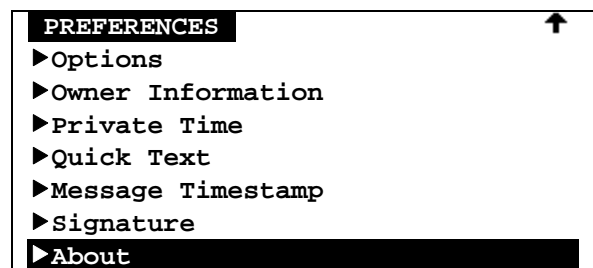 PREFERENCES
Options
Owner Information
Private Time
Quick Text
Message Timestamp
Signature
About